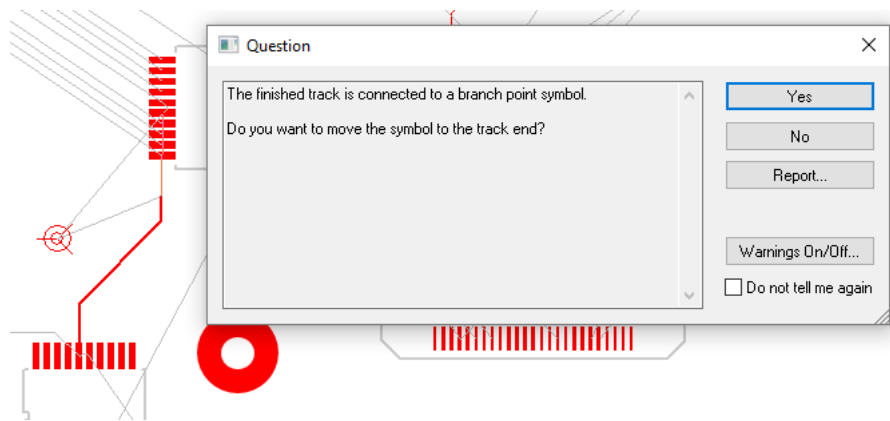 Question
The finished track is connected to a branch point symbol.
Do you want to move the symbol to the track end?
Yes
No
Report...
Warnings On/Off...
Do not tell me again